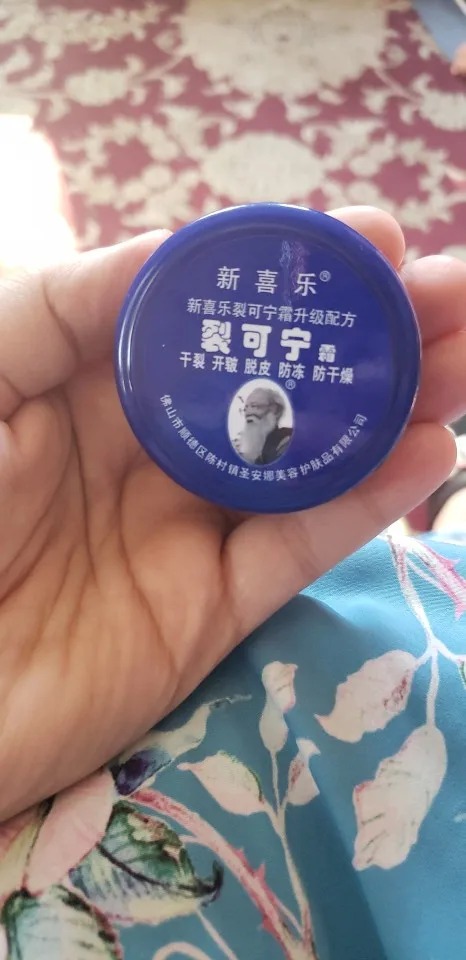 新喜乐®
新喜乐裂可宁霜升级配方
裂可宁霜
干裂 开皲 脱皮 防冻 防干燥
®
佛山市顺德区陈村镇圣安娜美容护肤品有限公司